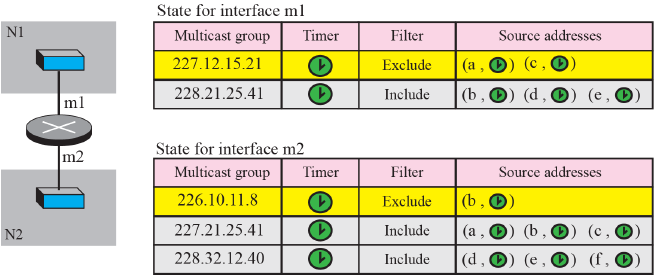 N1
m1
m2
N2
State for interface m1
Multicast group Timer Filter Source addresses
227.12.15.21 Exclude (a , ) (c , )
228.21.25.41 Include (b , ) (d , ) (e , )
State for interface m2
Multicast group Timer Filter Source addresses
226.10.11.8 Exclude (b , )
227.21.25.41 Include (a , ) (b , ) (c , )
228.32.12.40 Include (d , ) (e , ) (f , )